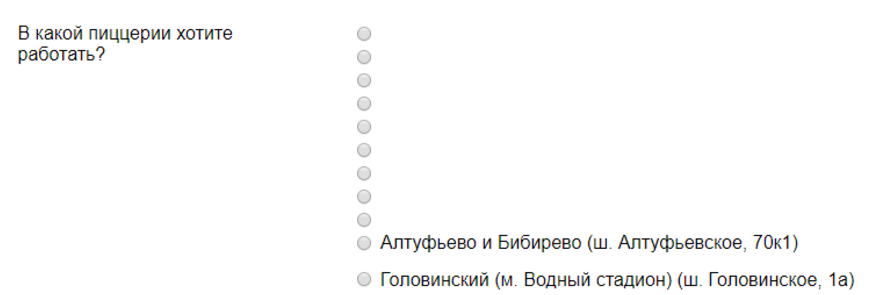 В какой пиццерии хотите
работать?
Алтуфьево и Бибирево (ш. Алтуфьевское, 70к1)
Головинский (м. Водный стадион) (ш. Головинское, 1а)